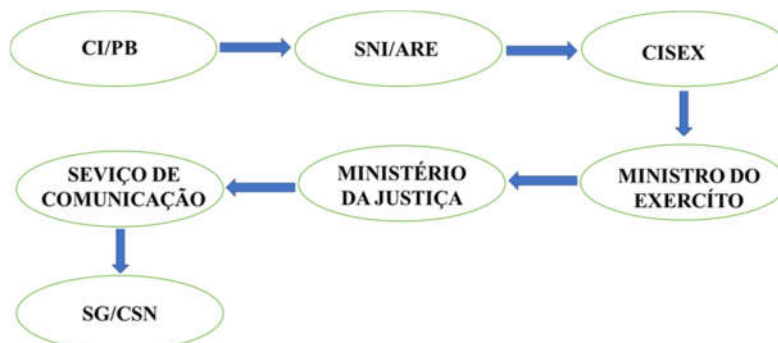 CI/PB
SNI/ARE
CISEX
MINISTRO DO
EXERCÍTO
MINISTÉRIO
DA JUSTIÇA
SEVIÇO DE
COMUNICAÇÃO
SG/CSN